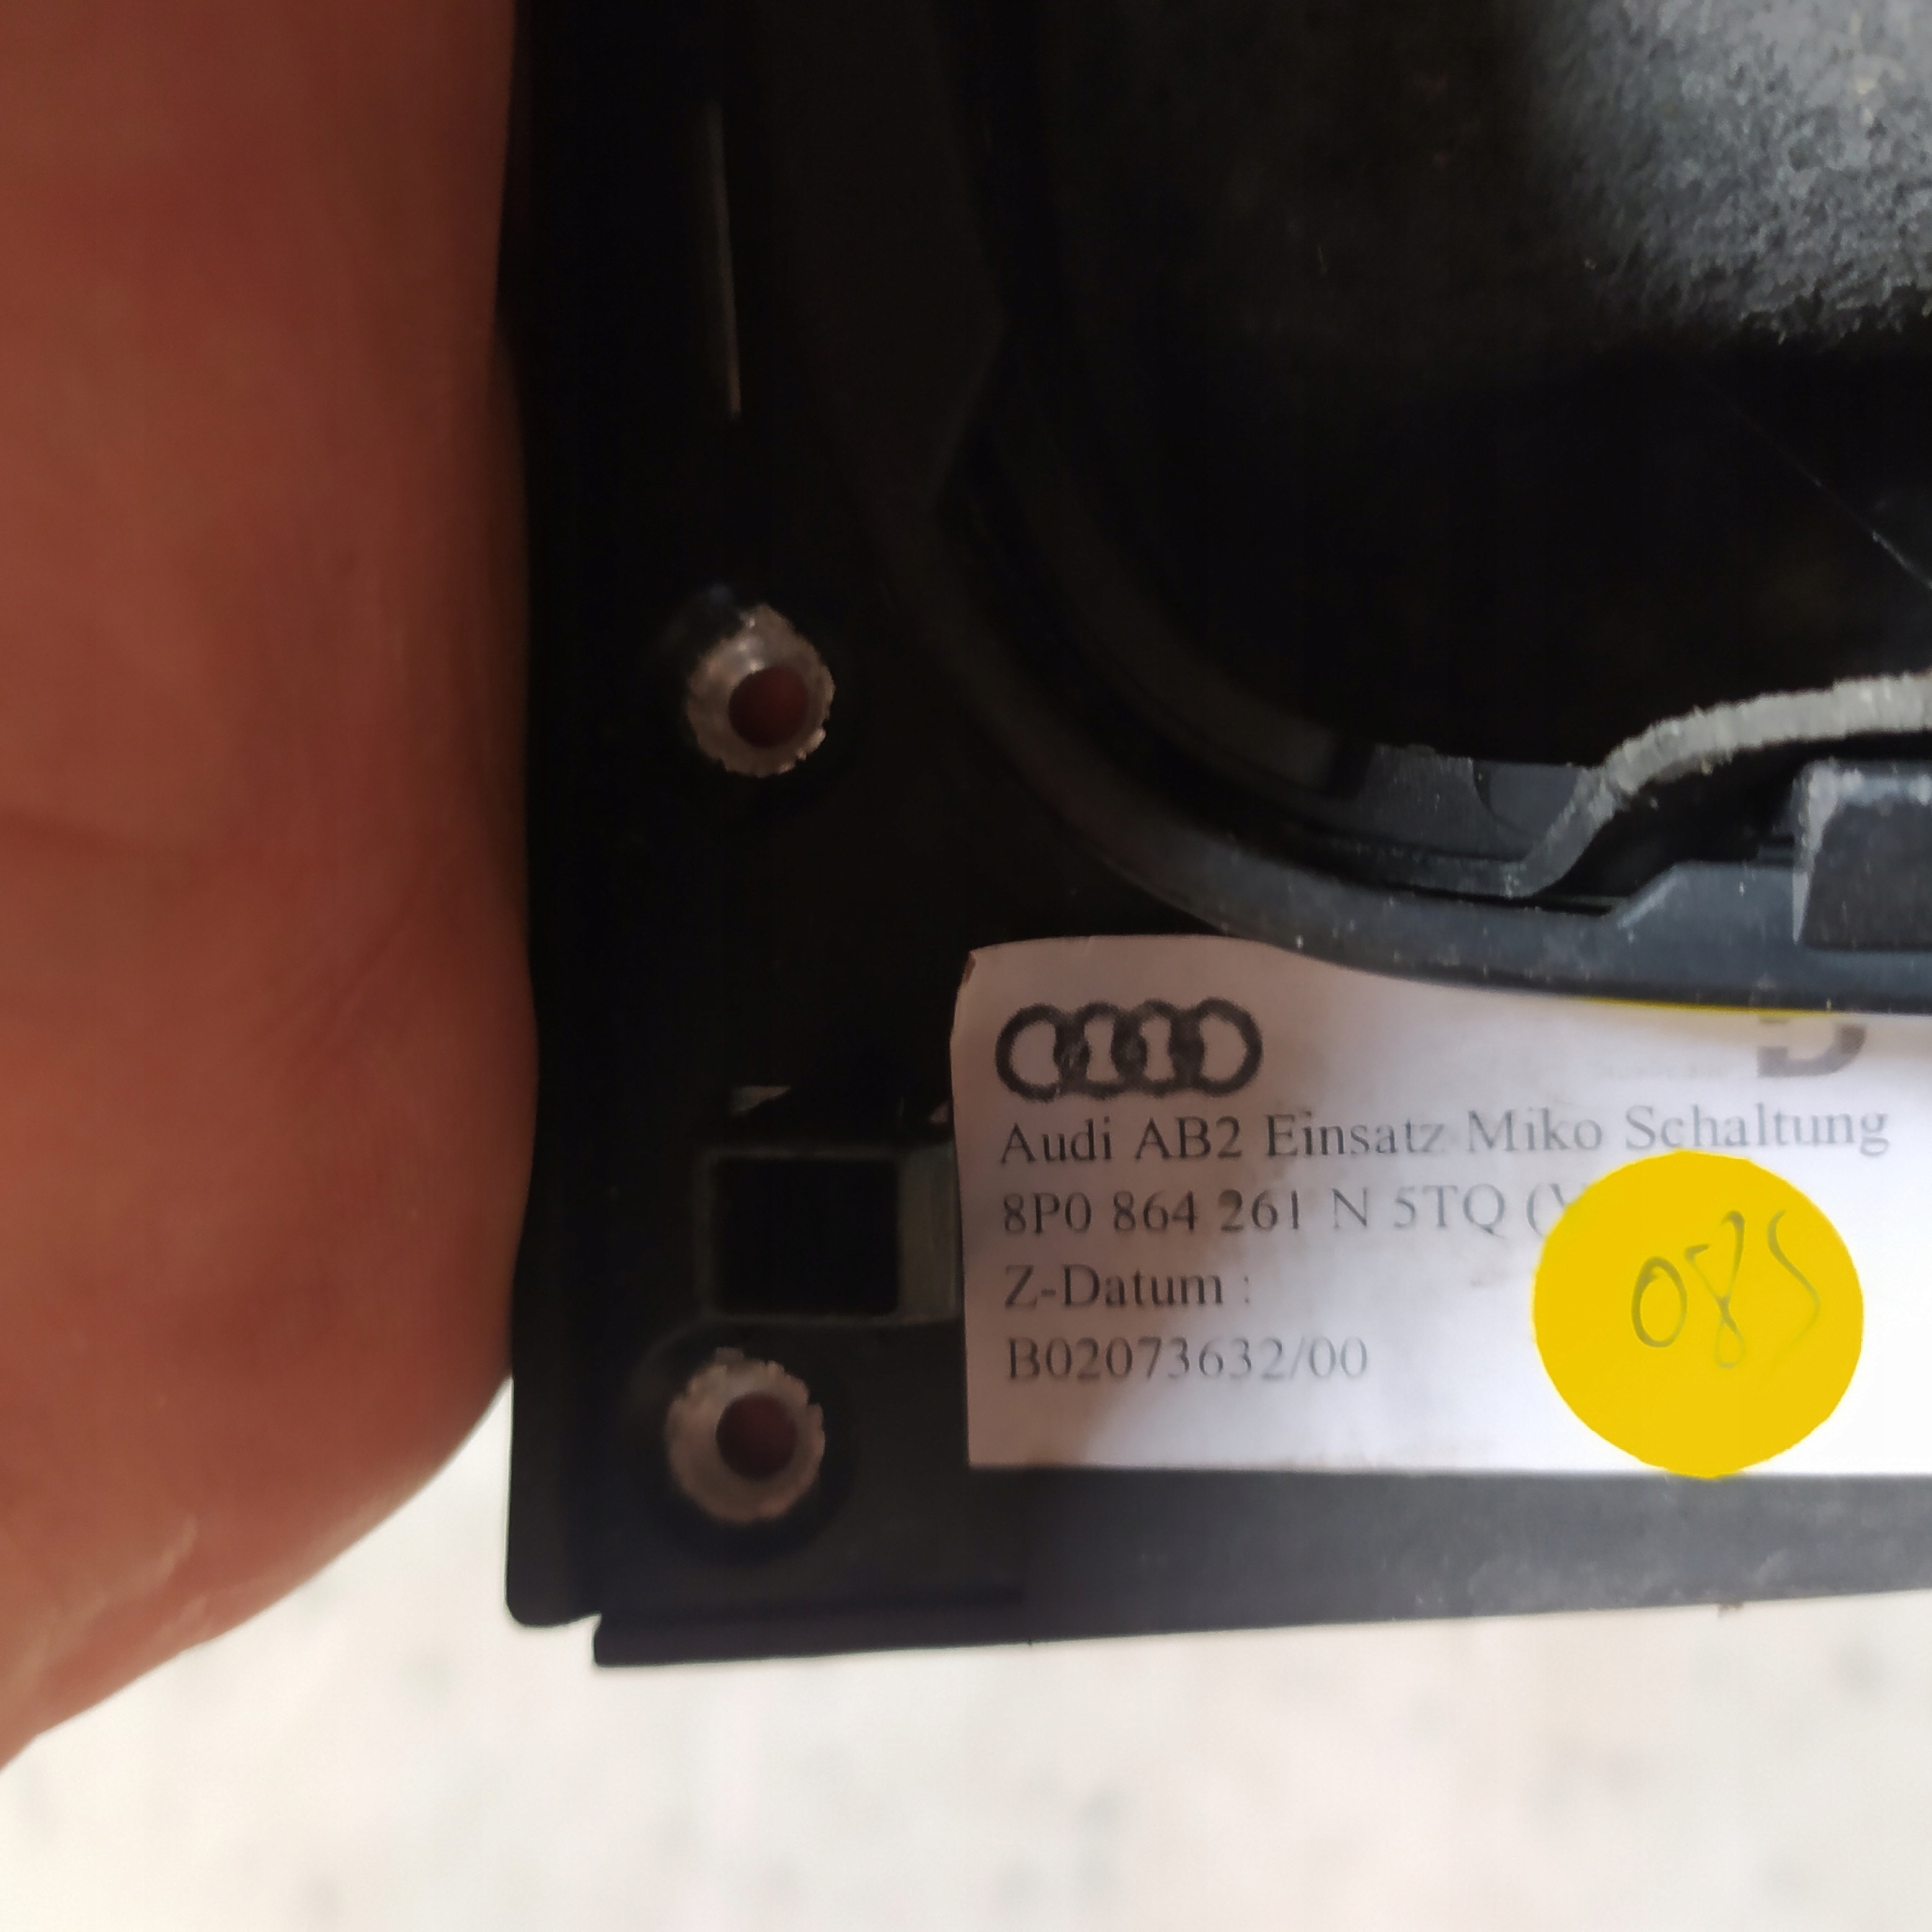 Audi AB2 Einsatz Miko Schaltung
8P0 864 261 N 5TQ (
Z-Datum :
B02073632/00